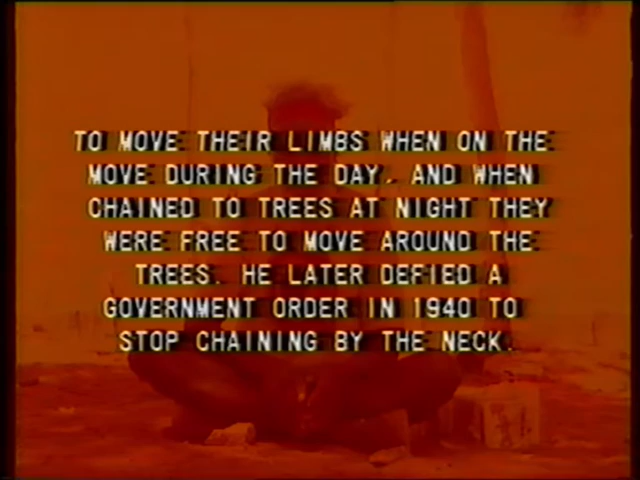 TO MOVE THEIR LIMBS WHEN ON THE
MOVE DURING THE DAY. AND WHEN
CHAINED TO TREES AT NIGHT THEY
WERE FREE TO MOVE AROUND THE
TREES. HE LATER DEFIED A
GOVERNMENT ORDER IN 1940 TO
STOP CHAINING BY THE NECK.